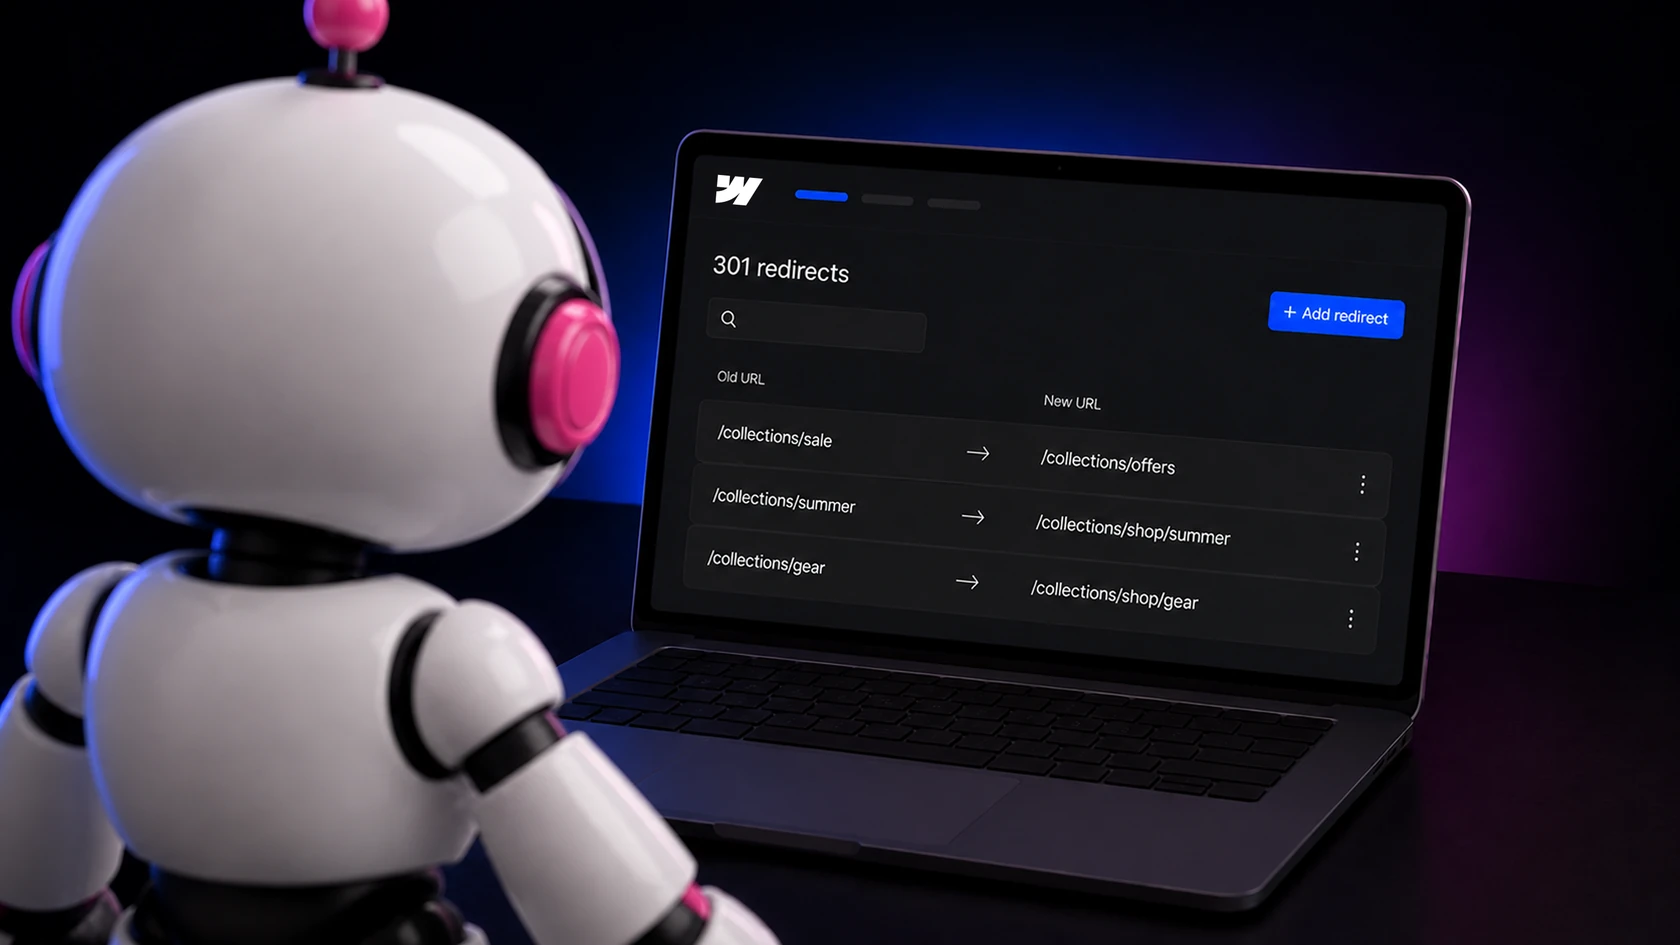 301 redirects
+ Add redirect
Old URL
New URL
/collections/sale → /collections/offers
/collections/summer → /collections/shop/summer
/collections/gear → /collections/shop/gear